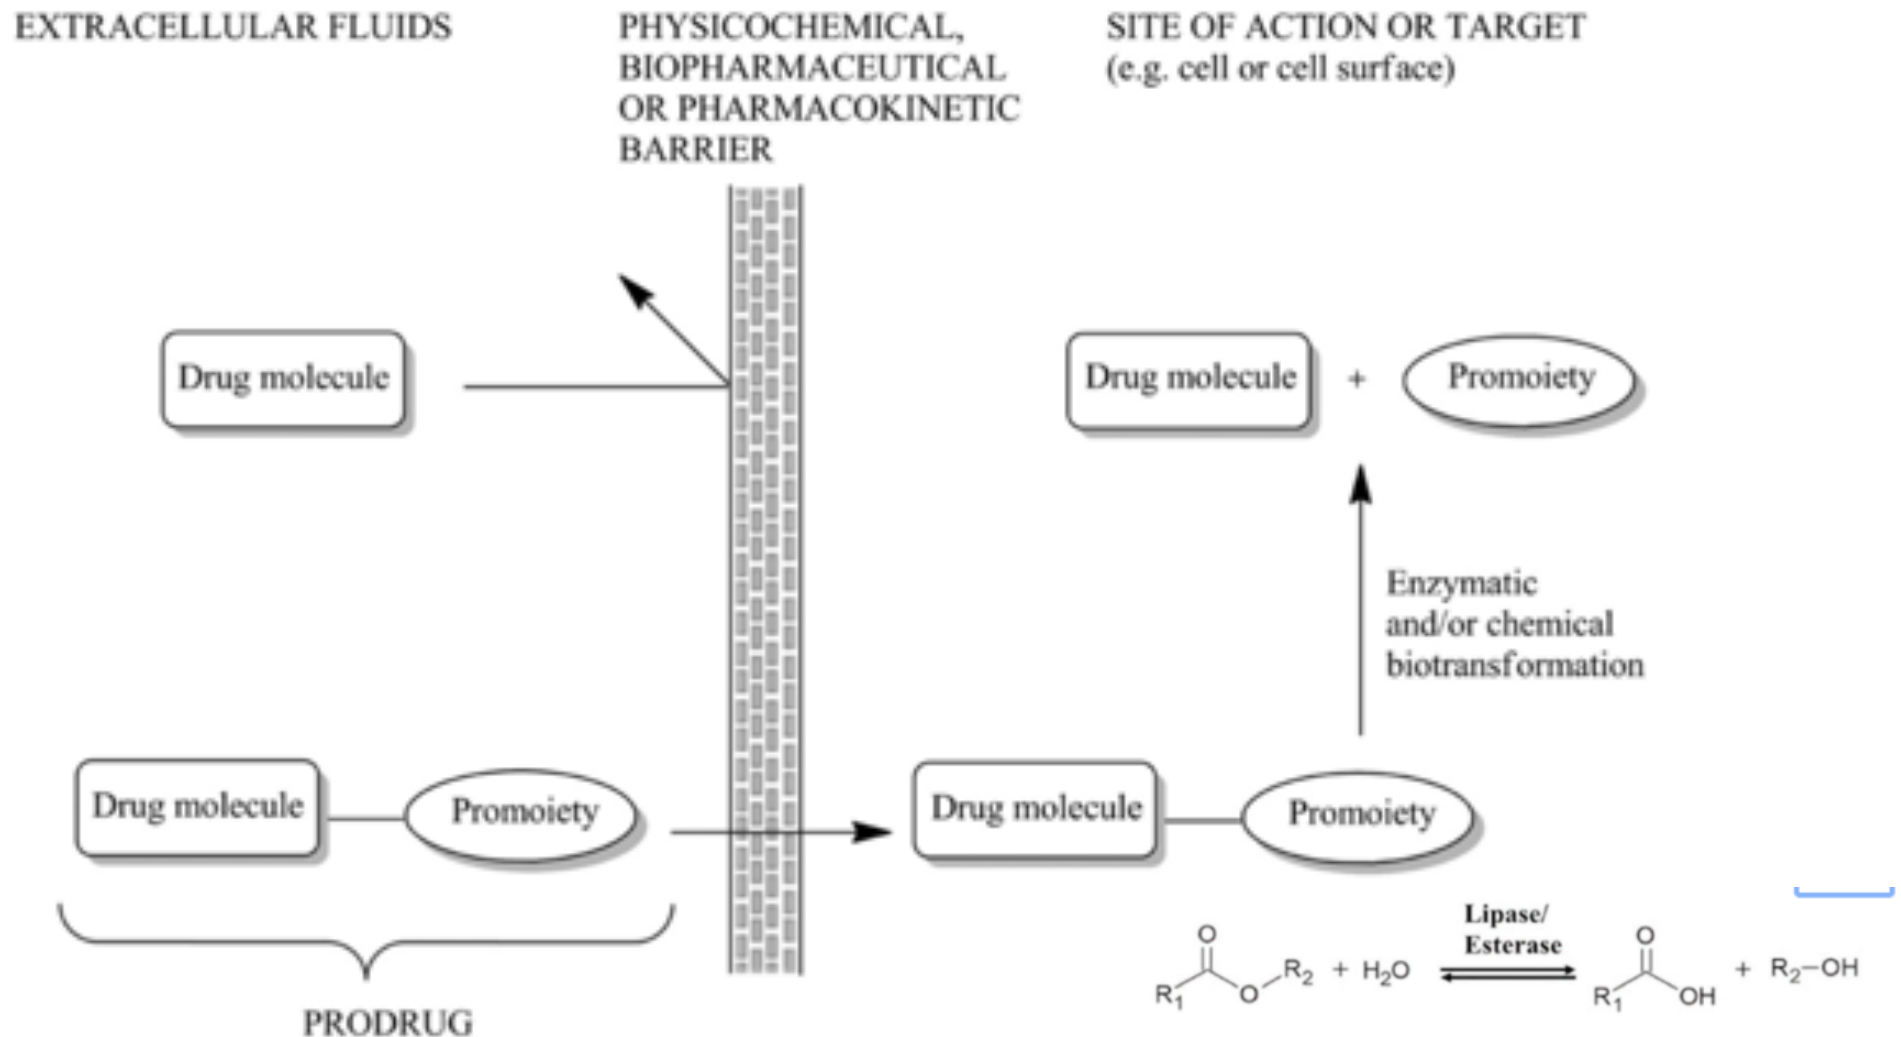 EXTRACELLULAR FLUIDS
PHYSICOCHEMICAL,
BIOPHARMACEUTICAL
OR PHARMACOKINETIC
BARRIER
SITE OF ACTION OR TARGET
(e.g. cell or cell surface)
Drug molecule
Drug molecule
+
Promoiety
Enzymatic
and/or chemical
biotransformation
Drug molecule
Promoiety
Drug molecule
Promoiety
PRODRUG
Lipase/
Esterase
O
R₁
O
R₂ + H₂O
O
R₁
OH
+ R₂–OH